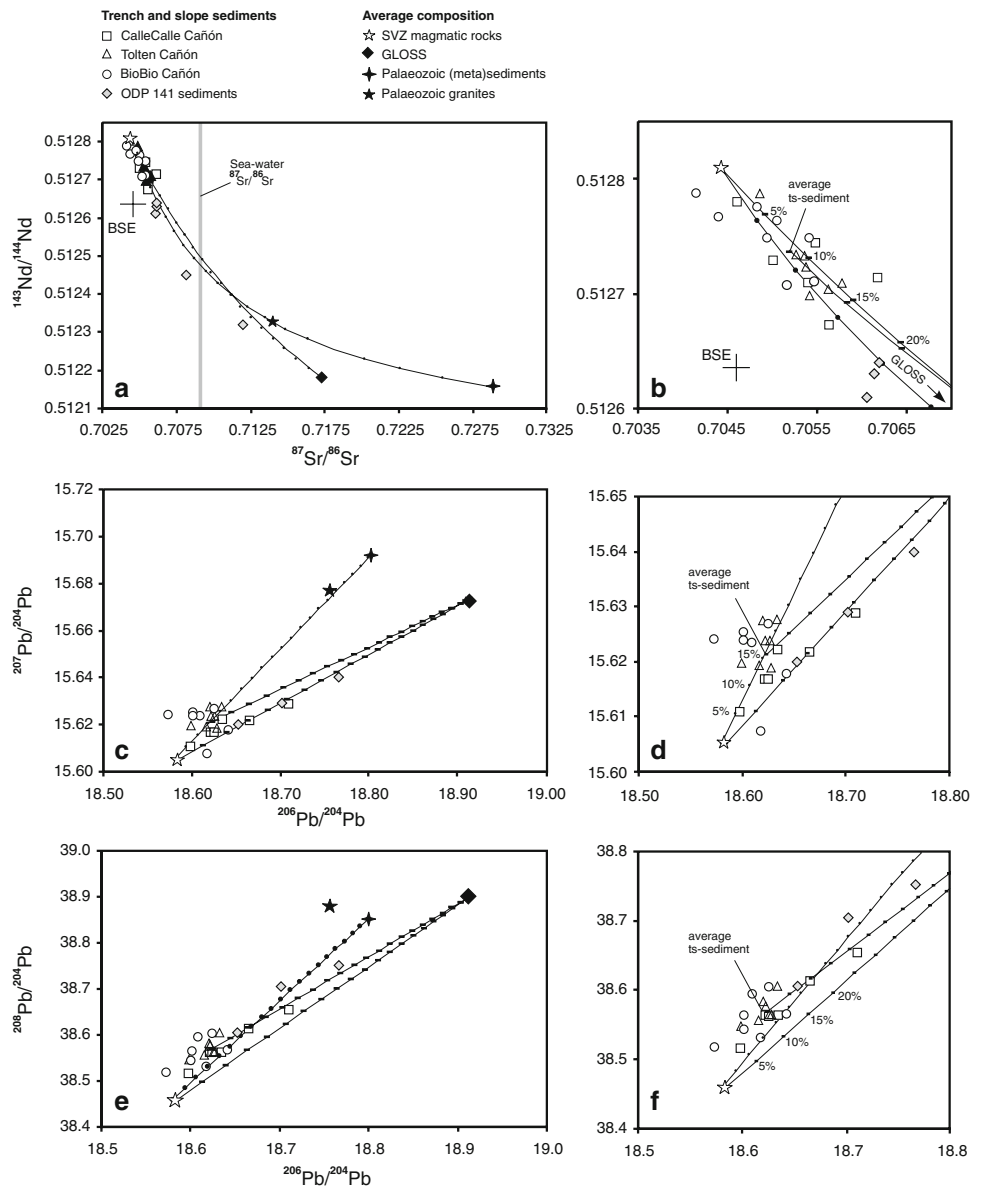 Trench and slope sediments
CalleCalle Cañón
Tolten Cañón
BioBio Cañón
ODP 141 sediments
Average composition
SVZ magmatic rocks
GLOSS
Palaeozoic (meta)sediments
Palaeozoic granites
143Nd/144Nd
0.5128
0.5127
0.5126
0.5125
0.5124
0.5123
0.5122
0.5121
Sea-water
87Sr/86Sr
BSE
a
0.7025 0.7075 0.7125 0.7175 0.7225 0.7275 0.7325
87Sr/86Sr
0.5128
0.5127
0.5126
average
ts-sediment
5%
10%
15%
20%
BSE
GLOSS
b
0.7035 0.7045 0.7055 0.7065
207Pb/204Pb
15.72
15.70
15.68
15.66
15.64
15.62
15.60
c
18.50 18.60 18.70 18.80 18.90 19.00
206Pb/204Pb
15.65
15.64
15.63
15.62
15.61
15.60
average
ts-sediment
15%
10%
5%
d
18.50 18.60 18.70 18.80
208Pb/204Pb
39.0
38.9
38.8
38.7
38.6
38.5
38.4
e
18.5 18.6 18.7 18.8 18.9 19.0
206Pb/204Pb
38.8
38.7
38.6
38.5
38.4
average
ts-sediment
20%
15%
10%
5%
f
18.5 18.6 18.7 18.8